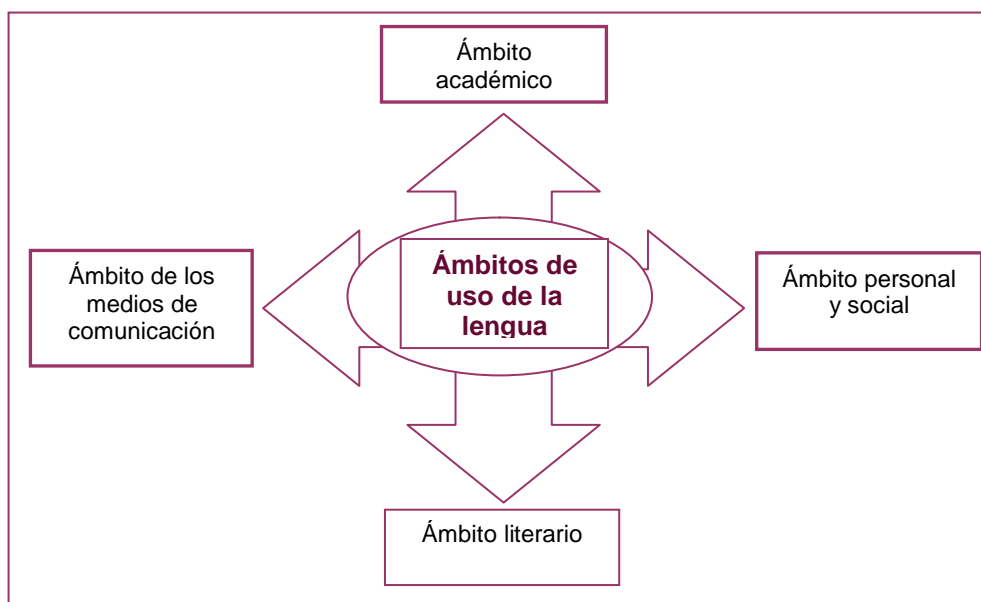 Ámbito
académico
Ámbito de los
medios de
comunicación
Ámbitos de
uso de la
lengua
Ámbito personal
y social
Ámbito literario